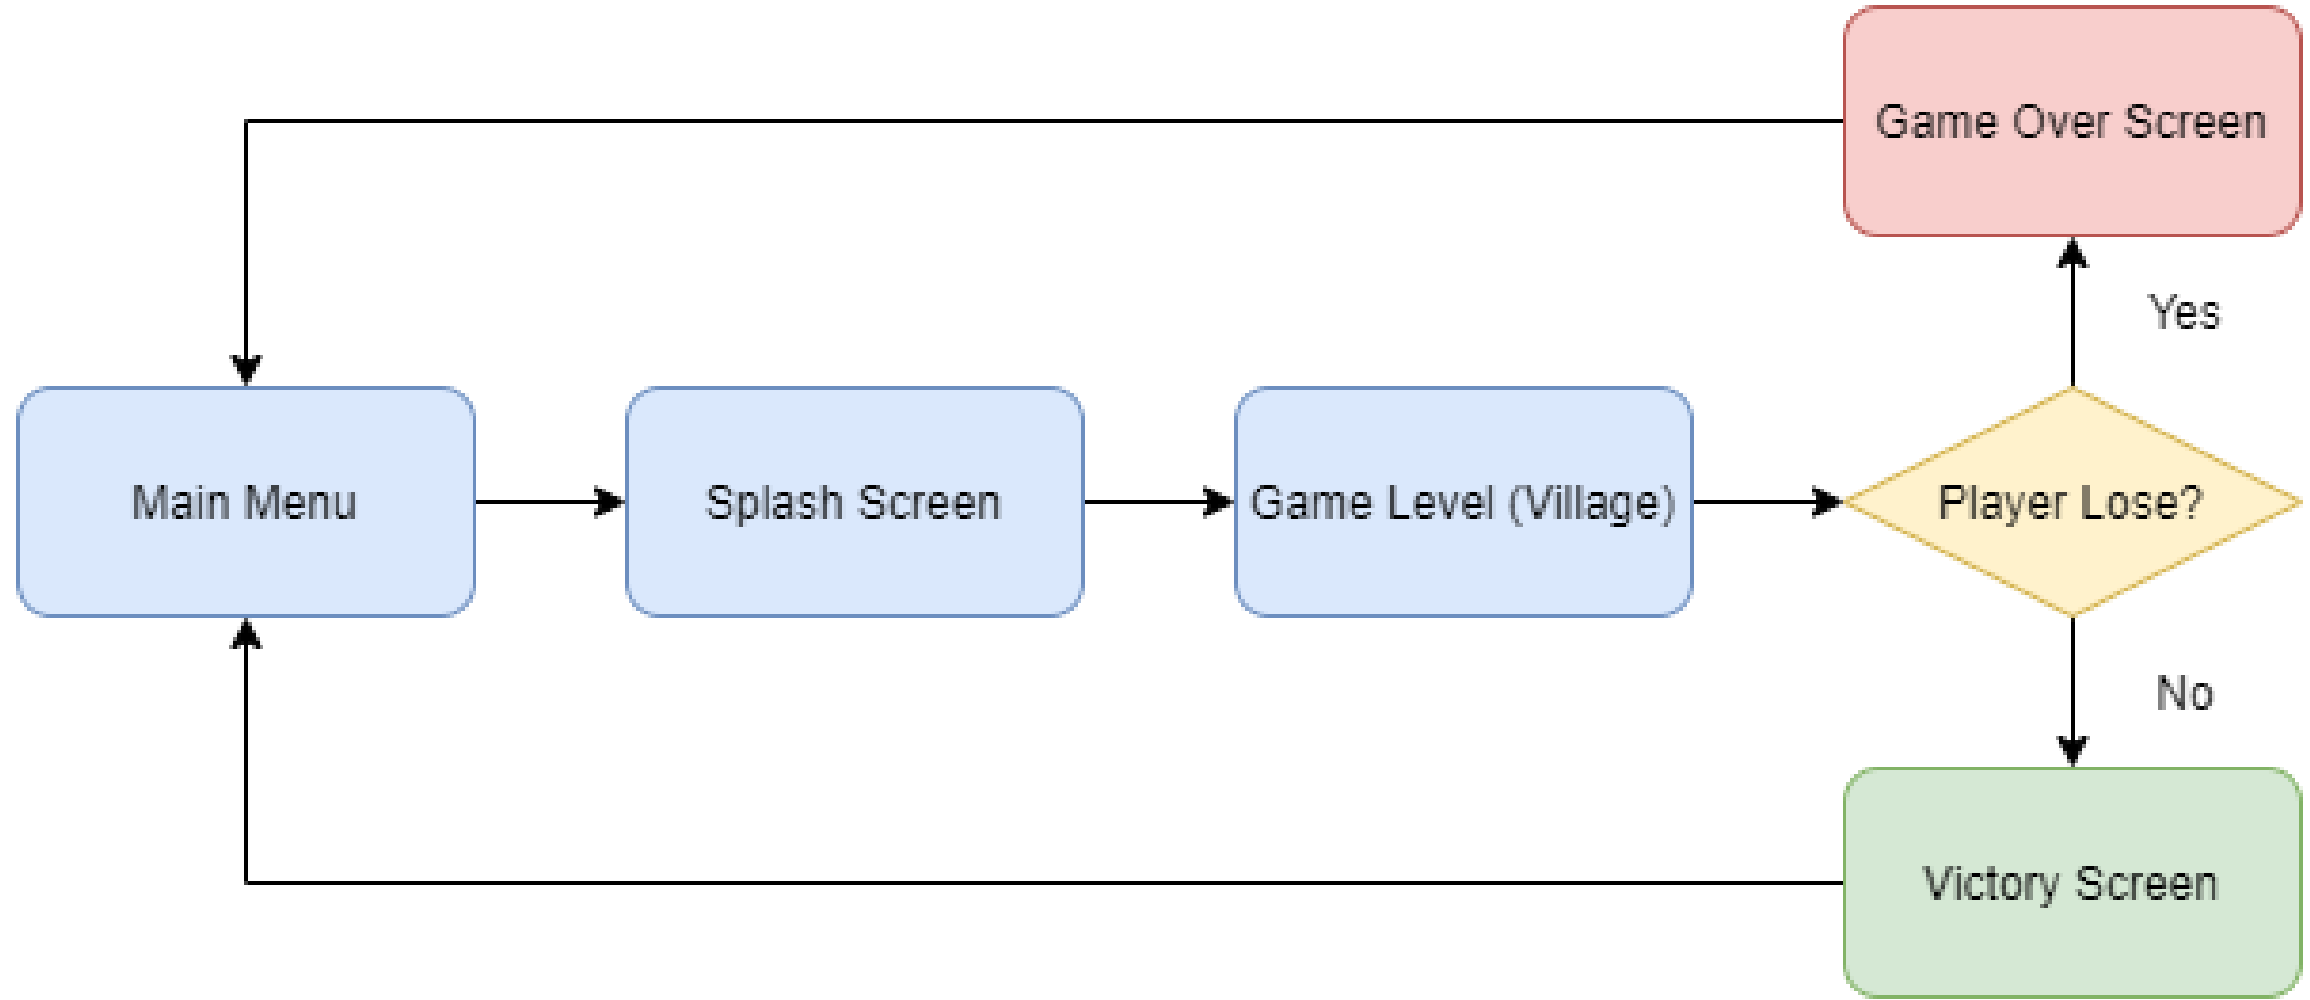 Game Over Screen
Yes
Main Menu
Splash Screen
Game Level (Village)
Player Lose?
No
Victory Screen